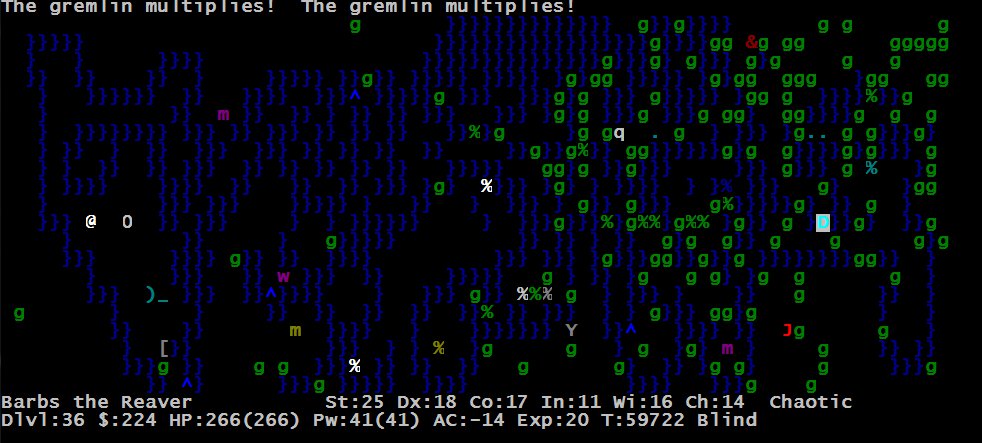 The gremlin multiplies!  The gremlin multiplies!
Barbs the Reaver St:25 Dx:18 Co:17 In:11 Wi:16 Ch:14 Chaotic
Dlvl:36 $:224 HP:266(266) Pw:41(41) AC:-14 Exp:20 T:59722 Blind